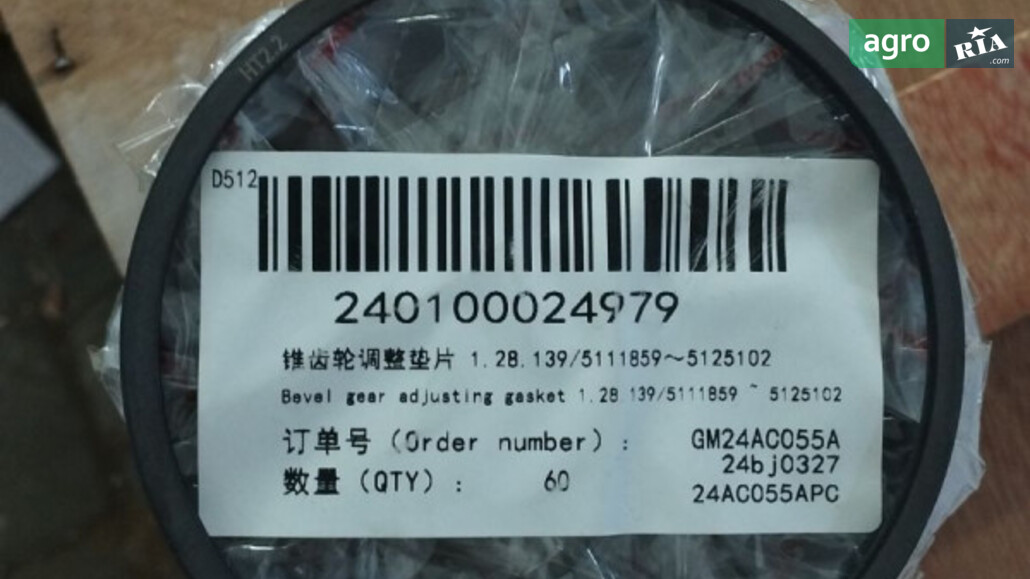 agro RIA .com
HT2.2
D512
240100024979
锥齿轮调整垫片 1.28.139/5111859~5125102
Bevel gear adjusting gasket 1.28 139/5111859 ~ 5125102
订单号 (Order number) : GM24AC055A
24bj0327
数量 (QTY) : 60
24AC055APC